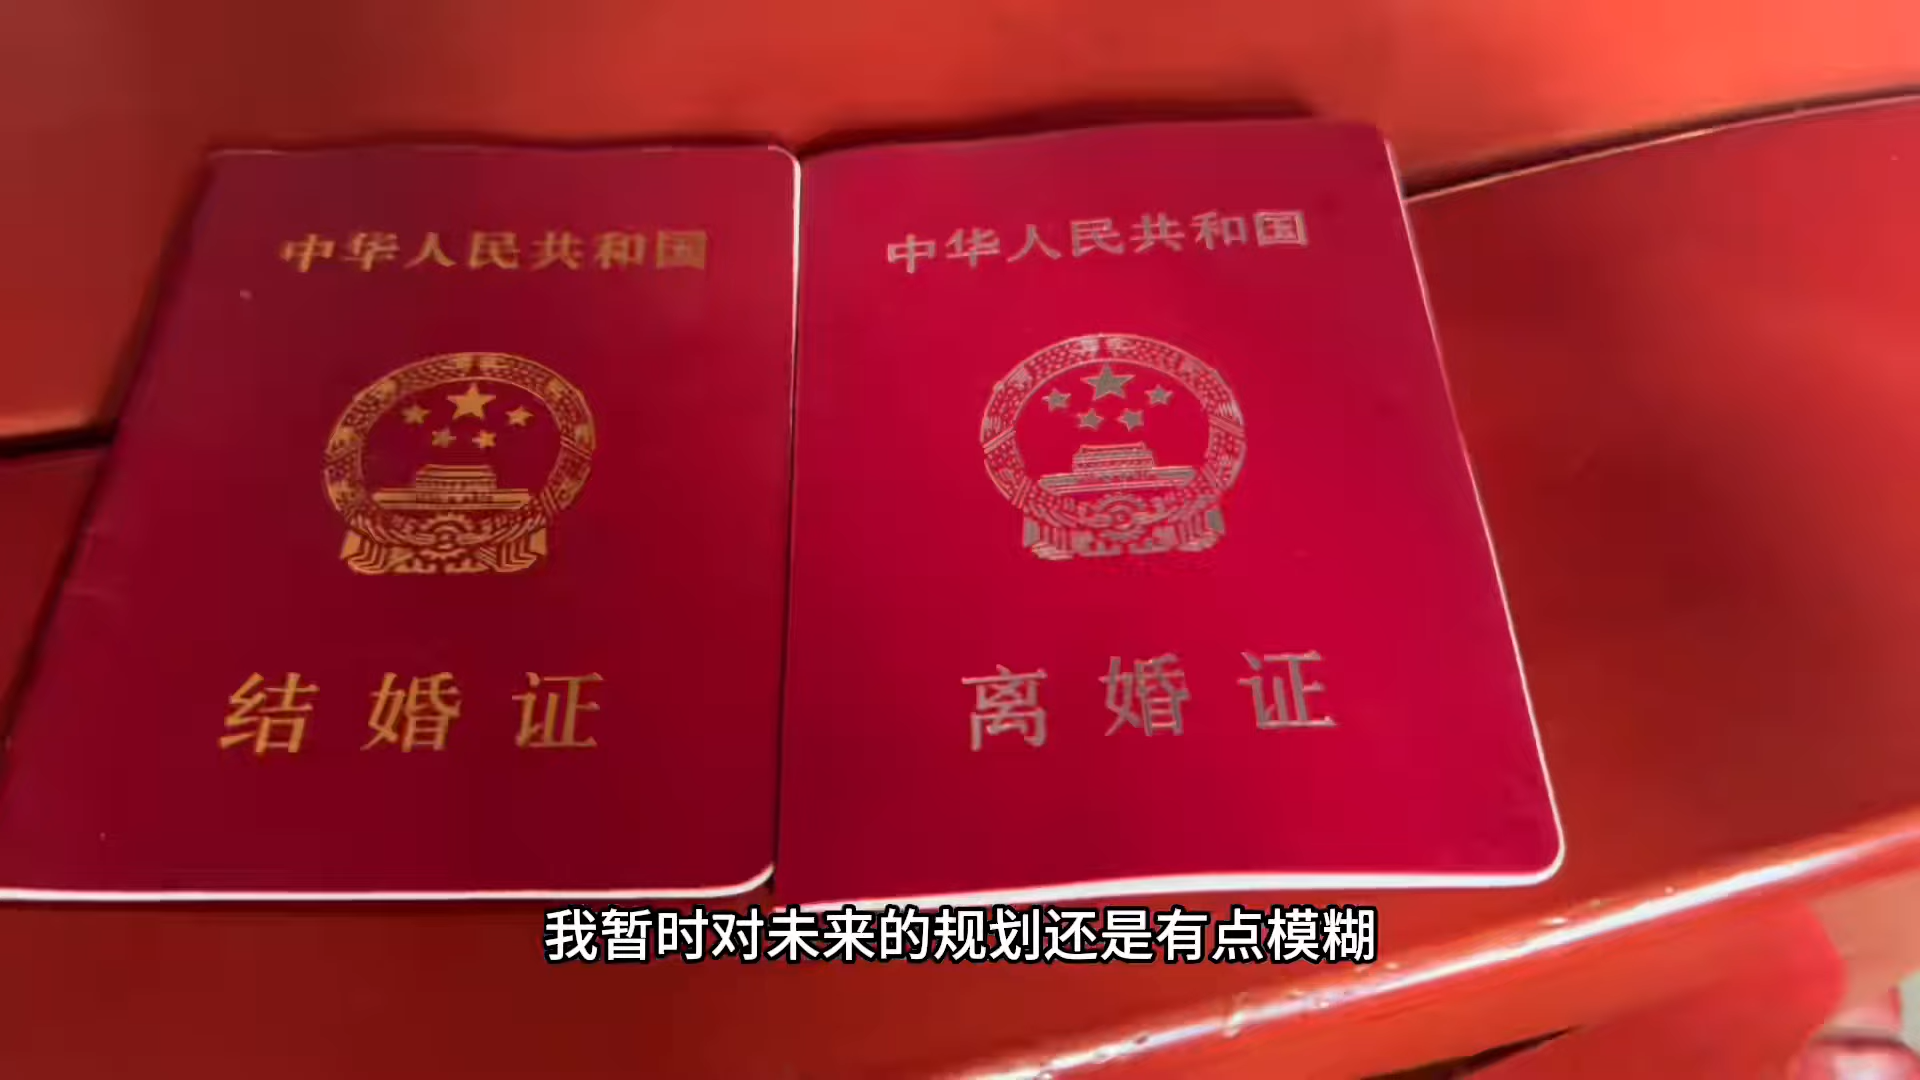 中华人民共和国
结婚证
中华人民共和国
离婚证
我暂时对未来的规划还是有点模糊